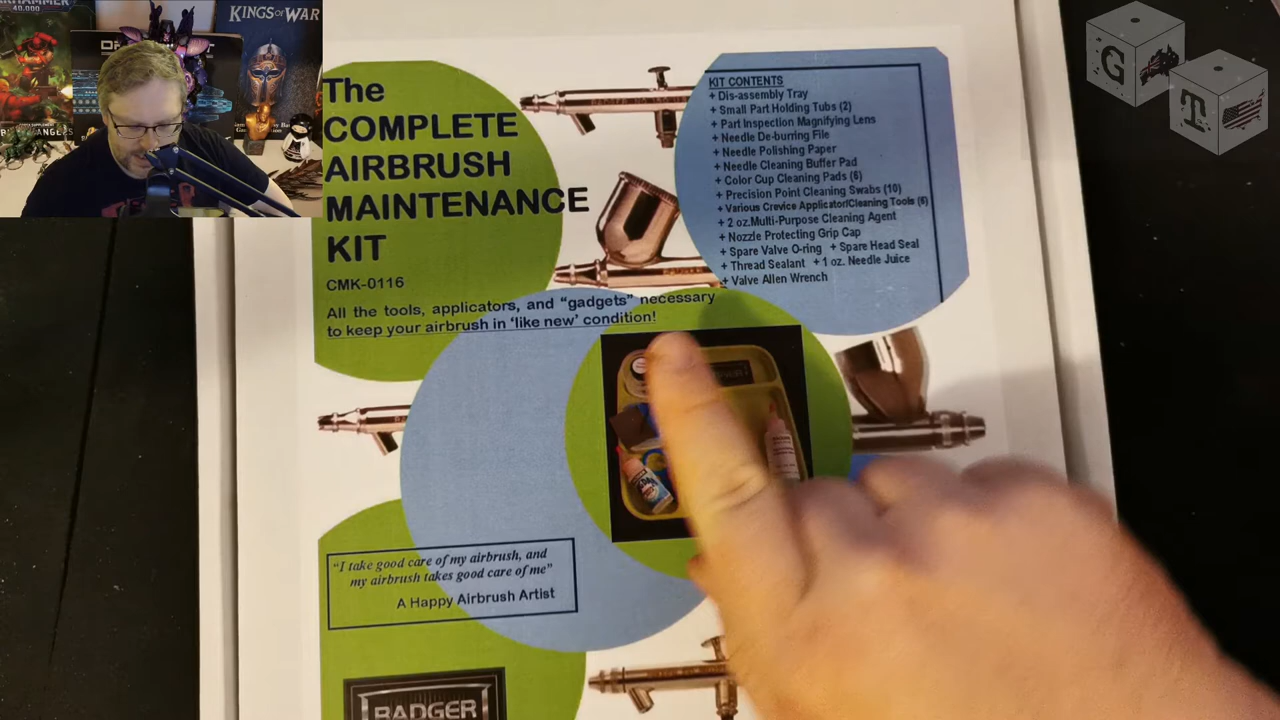 WARHAMMER
40,000
KINGS OF WAR
G
T
The
COMPLETE
AIRBRUSH
MAINTENANCE
KIT
CMK-0116
All the tools, applicators, and “gadgets” necessary
to keep your airbrush in ‘like new’ condition!
KIT CONTENTS
+ Dis-assembly Tray
+ Small Part Holding Tubs (2)
+ Part Inspection Magnifying Lens
+ Needle De-burring File
+ Needle Polishing Paper
+ Needle Cleaning Buffer Pad
+ Color Cup Cleaning Pads (6)
+ Precision Point Cleaning Swabs (10)
+ Various Crevice Applicator/Cleaning Tools (6)
+ 2 oz.Multi-Purpose Cleaning Agent
+ Nozzle Protecting Grip Cap
+ Spare Valve O-ring + Spare Head Seal
+ Thread Sealant + 1 oz. Needle Juice
+ Valve Allen Wrench
“I take good care of my airbrush, and
my airbrush takes good care of me”
A Happy Airbrush Artist
BADGER